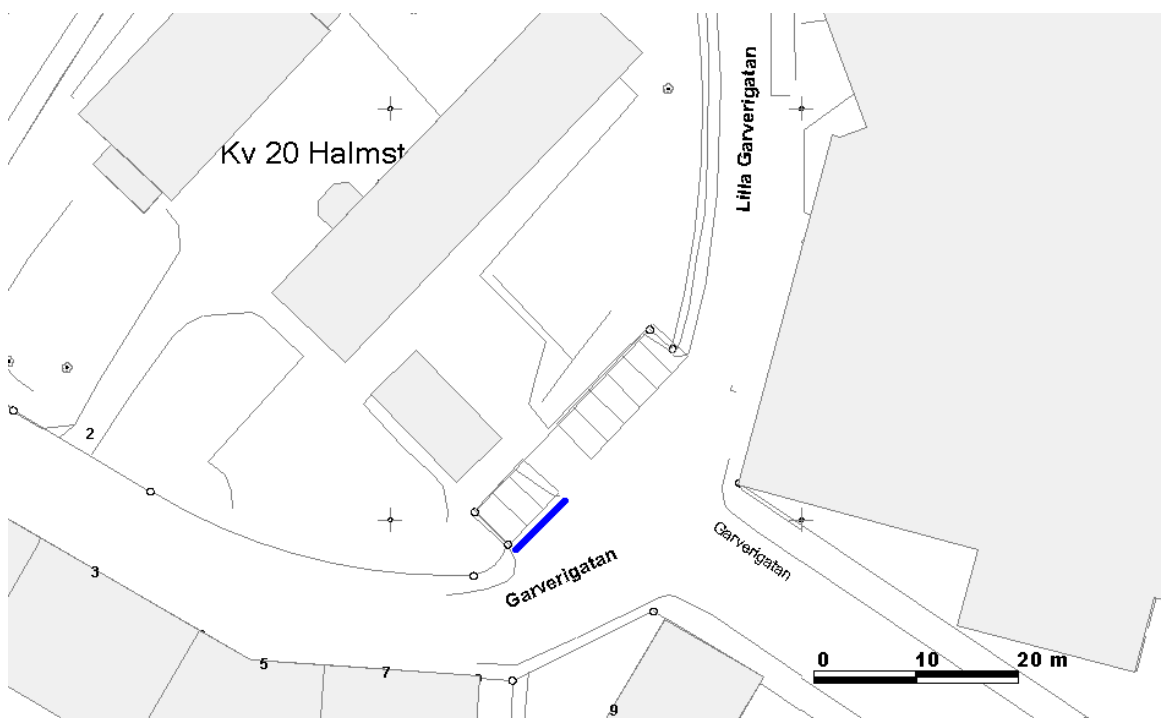 Lilla Garverigatan
Kv 20 Halmst
2
Garverigatan
Garverigatan
3
5
7
9
0 10 20 m